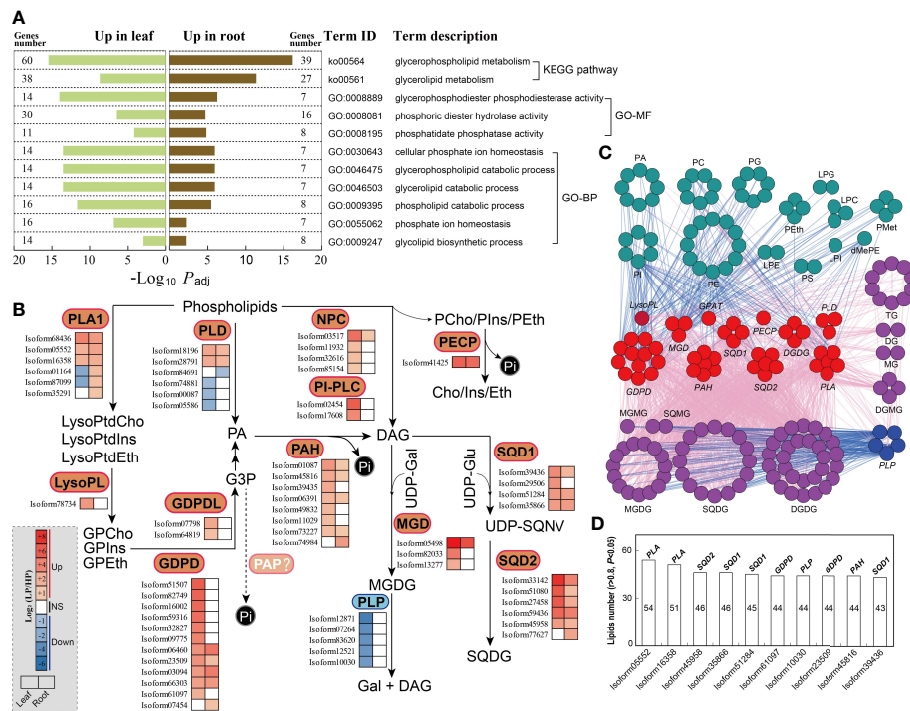 A
Genes number Up in leaf Up in root Genes number Term ID Term description
60 39 ko00564 glycerophospholipid metabolism
38 27 ko00561 glycerolipid metabolism
KEGG pathway
14 7 GO:0008889 glycerophosphodiester phosphodiesterase activity
30 16 GO:0008081 phosphoric diester hydrolase activity
11 8 GO:0008195 phosphatidate phosphatase activity
GO-MF
14 7 GO:0030643 cellular phosphate ion homeostasis
14 7 GO:0046475 glycerophospholipid catabolic process
14 7 GO:0046503 glycerolipid catabolic process
16 8 GO:0009395 phospholipid catabolic process
16 7 GO:0055062 phosphate ion homeostasis
14 8 GO:0009247 glycolipid biosynthetic process
GO-BP
20 15 10 5 0 0 5 10 15 20
-Log10 Padj
B
Phospholipids
PLA1
Isoform68436
Isoform05552
Isoform16358
Isoform01164
Isoform87099
Isoform35291
LysoPtdCho
LysoPtdIns
LysoPtdEth
LysoPL
Isoform78734
GPCho
GPIns
GPEth
PLD
Isoform18196
Isoform28791
Isoform84691
Isoform74881
Isoform00087
Isoform05586
PA
G3P
GDPDL
Isoform07798
Isoform64819
GDPD
Isoform51507
Isoform82749
Isoform16002
Isoform59316
Isoform32827
Isoform09775
Isoform06460
Isoform23509
Isoform03094
Isoform66303
Isoform61097
Isoform07454
PAP?
Pi
NPC
Isoform03517
Isoform11932
Isoform32616
Isoform85154
PI-PLC
Isoform02454
Isoform17608
PAH
Isoform01087
Isoform45816
Isoform39435
Isoform06391
Isoform49832
Isoform11029
Isoform73227
Isoform74984
Pi
DAG
UDP-Gal
UDP-Glu
MGD
Isoform05498
Isoform82033
Isoform13277
MGDG
PLP
Isoform12871
Isoform07264
Isoform83620
Isoform12521
Isoform10030
Gal + DAG
PCho/PIns/PEth
PECP
Isoform41425
Pi
Cho/Ins/Eth
SQD1
Isoform39436
Isoform29506
Isoform51284
Isoform35866
UDP-SQNV
SQD2
Isoform33142
Isoform51080
Isoform27458
Isoform59436
Isoform45958
Isoform77627
SQDG
Log2 (LP/HP)
+8
+6
+4
+2
+1
-1
-2
-4
-6
Up
NS
Down
Leaf
Root
C
PA PC PG LPG
LPC
PEth
PMet
PI PE LPE PS LPI dMePE
TG
LysoPL GPAT PLD
MGD SQD1 PECP DGDG
DG
MG
GDPD PAH SQD2 PLA
DGMG
MGMG SQMG
PLP
MGDG SQDG DGDG
D
Lipids number (r>0.8, P<0.05)
60
30
0
PLA PLA SQD2 SQD1 SQD1 GDPD PLP PAH SQD1
54 51 46 46 45 44 44 44 44 43
Isoform05552 Isoform16358 Isoform45958 Isoform35866 Isoform51284 Isoform61097 Isoform10030 Isoform45816 Isoform39436